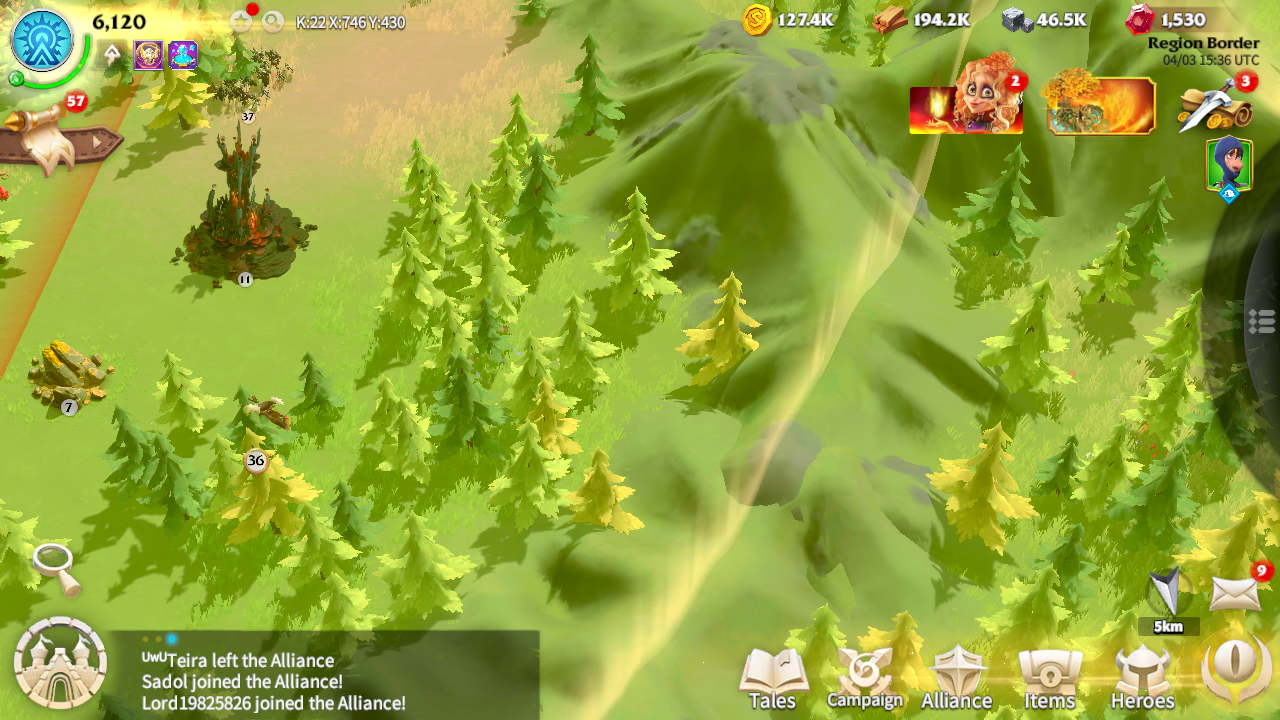 6,120
K:22 X:746 Y:430
127.4K
194.2K
46.5K
1,530
Region Border
04/03 15:36 UTC
57
2
3
37
11
7
36
9
5km
UwUTeira left the Alliance
Sadol joined the Alliance!
Lord19825826 joined the Alliance!
Tales
Campaign
Alliance
Items
Heroes